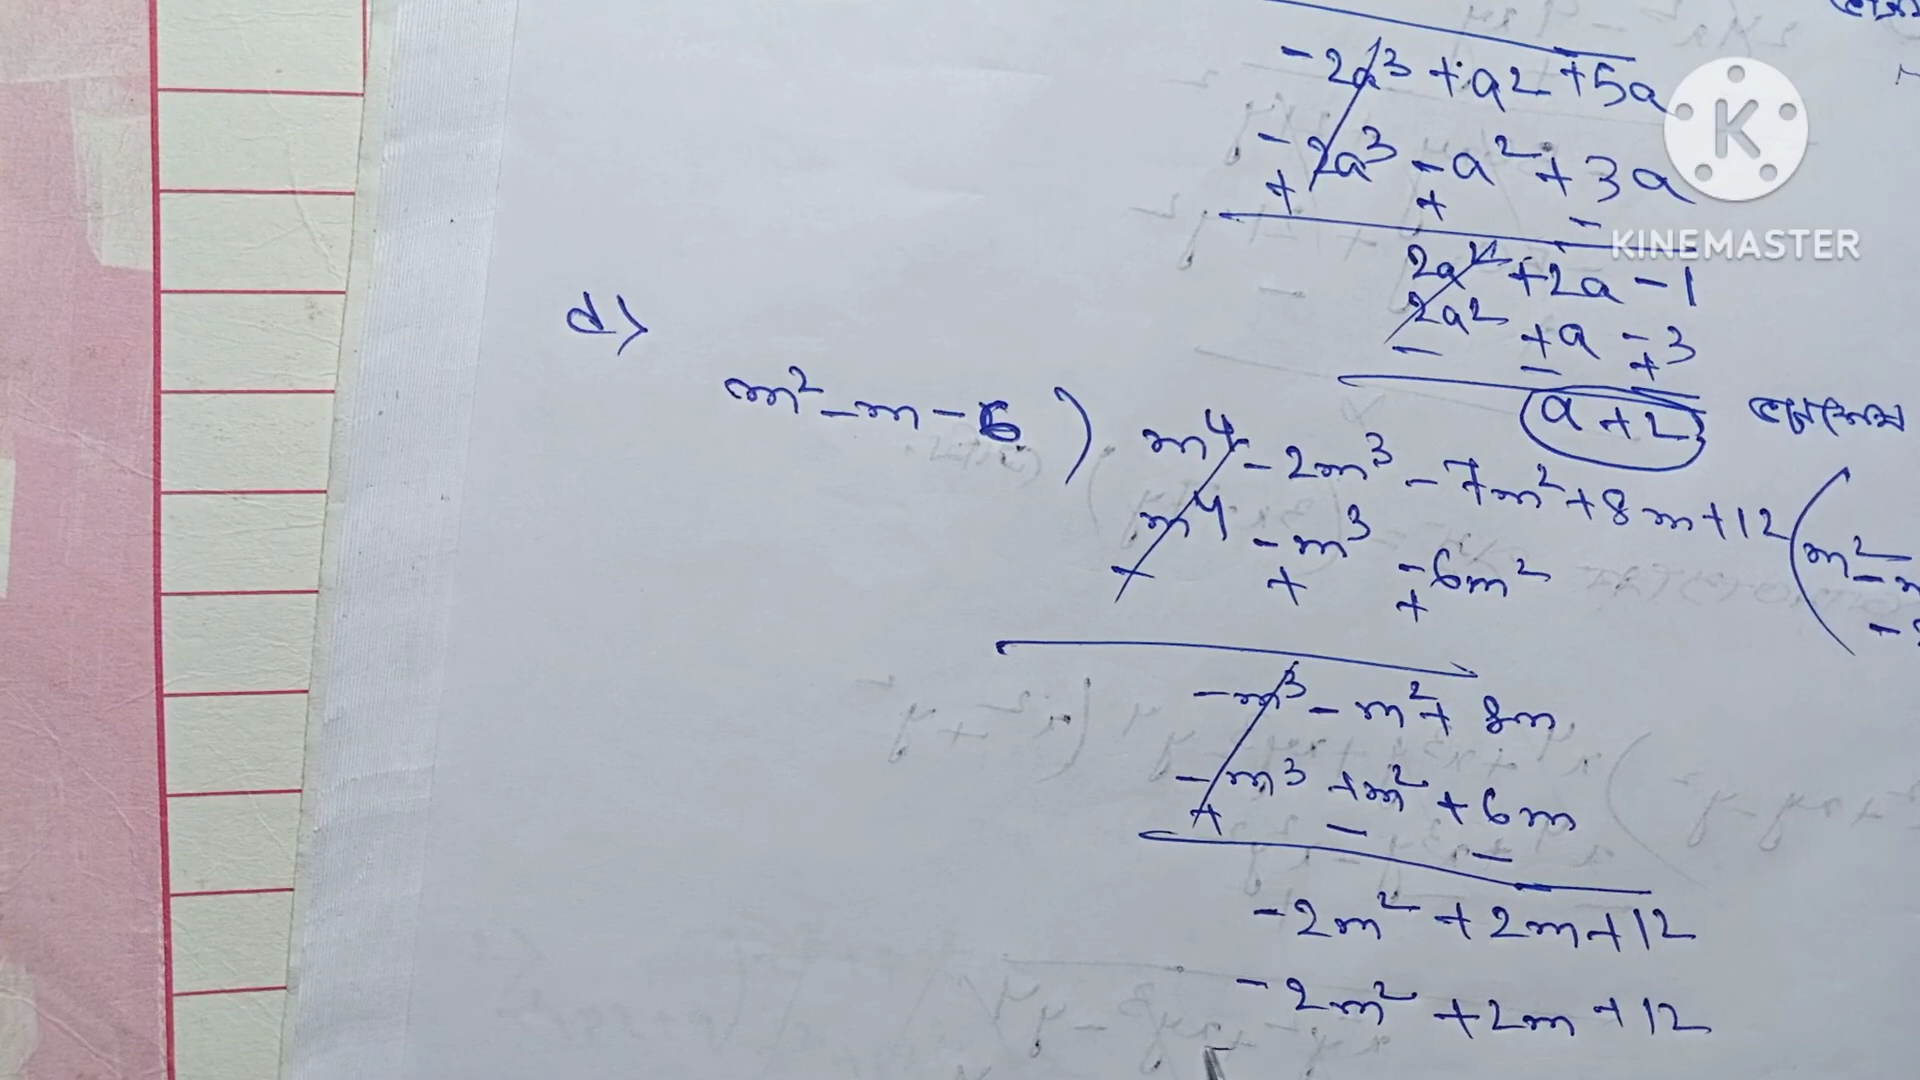 -2a³ + a2 + 5a
-2a³ - a² + 3a
+ + -
KINEMASTER
2a² + 2a - 1
2a² + a - 3
- - +
a + 2
d>
m² - m - 6 ) m⁴ - 2m³ - 7m² + 8m + 12 ( m² - m
m⁴ - m³ - 6m²
- + +
-m³ - m² + 8m
-m³ + m² + 6m
+ - -
-2m² + 2m + 12
-2m² + 2m + 12